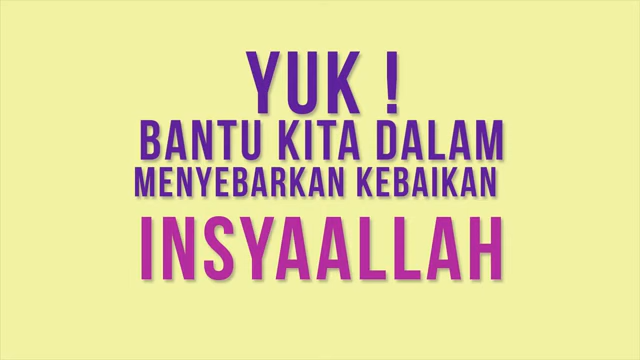 YUK !
BANTU KITA DALAM
MENYEBARKAN KEBAIKAN
INSYAALLAH